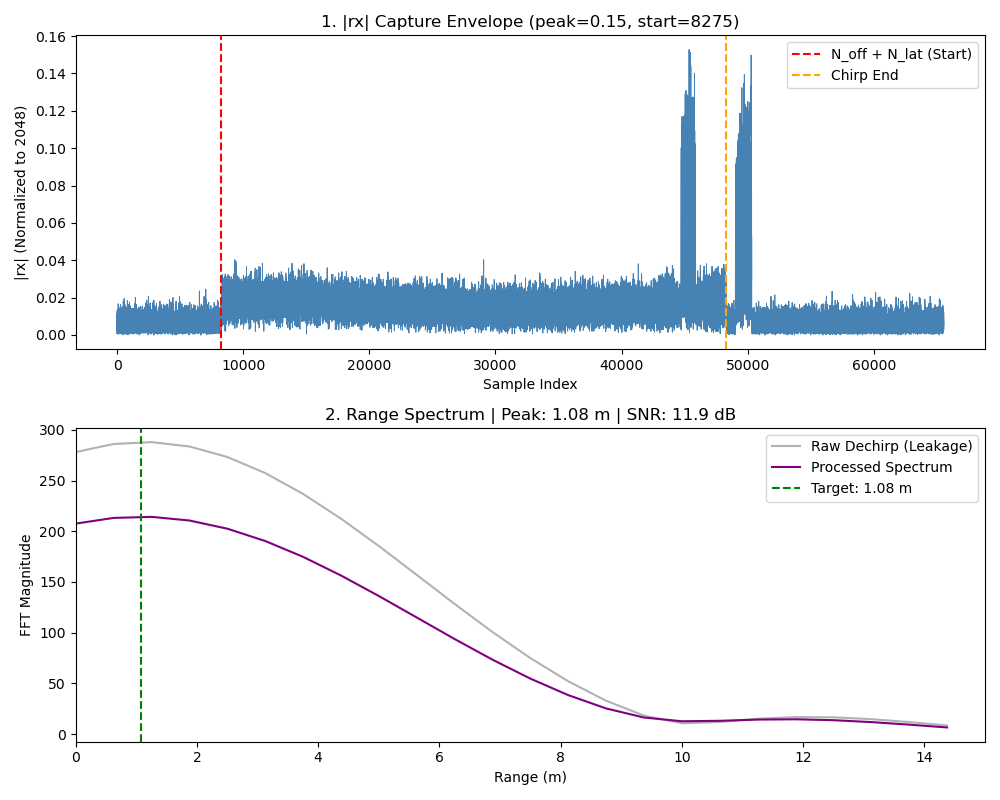 1. |rx| Capture Envelope (peak=0.15, start=8275)
0.16
0.14
0.12
0.10
0.08
0.06
0.04
0.02
0.00
|rx| (Normalized to 2048)
N_off + N_lat (Start)
Chirp End
0 10000 20000 30000 40000 50000 60000
Sample Index
2. Range Spectrum | Peak: 1.08 m | SNR: 11.9 dB
300
250
200
150
100
50
0
FFT Magnitude
Raw Dechirp (Leakage)
Processed Spectrum
Target: 1.08 m
0 2 4 6 8 10 12 14
Range (m)